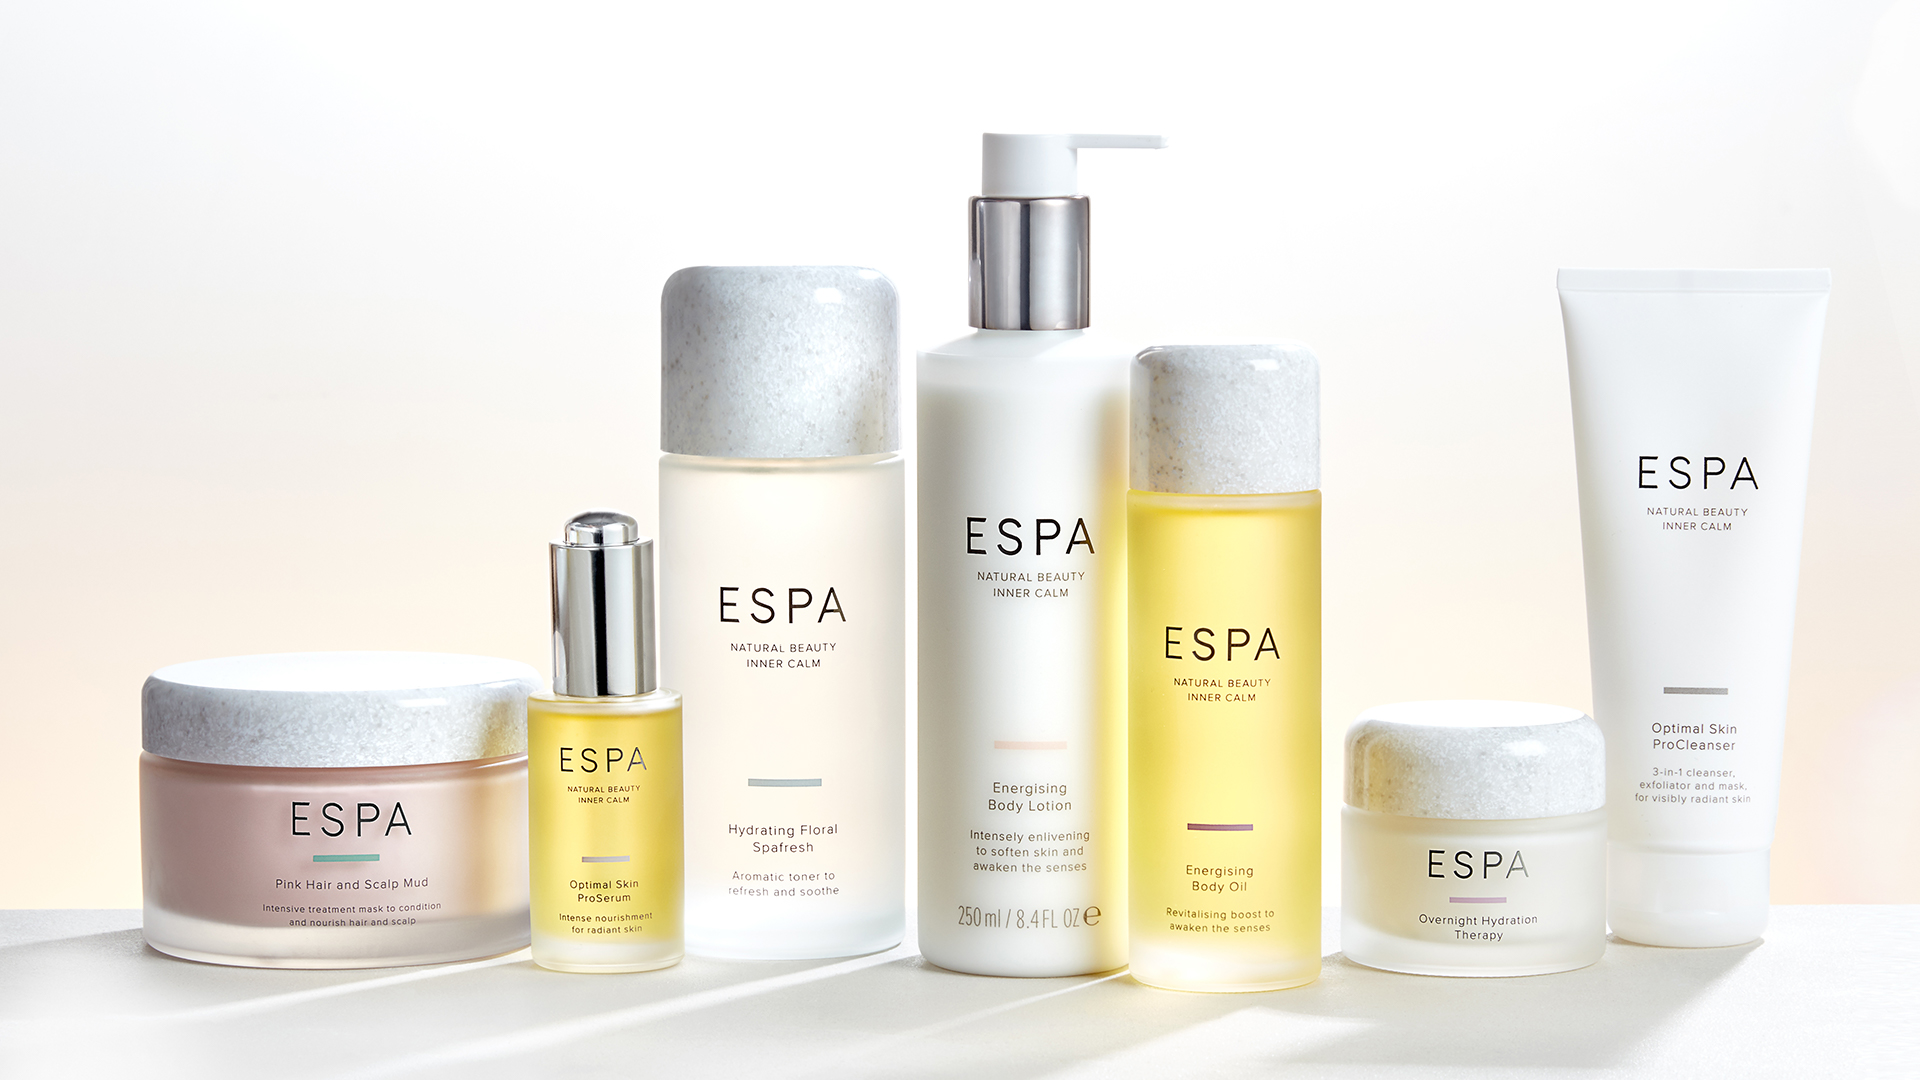 ESPA
Pink Hair and Scalp Mud
Intensive treatment mask to condition
and nourish hair and scalp
ESPA
NATURAL BEAUTY
INNER CALM
Optimal Skin
ProSerum
Intense nourishment
for radiant skin
ESPA
NATURAL BEAUTY
INNER CALM
Hydrating Floral
Spafresh
Aromatic toner to
refresh and soothe
ESPA
NATURAL BEAUTY
INNER CALM
Energising
Body Lotion
Intensely enlivening
to soften skin and
awaken the senses
250 ml / 8.4 FL OZ ℮
ESPA
NATURAL BEAUTY
INNER CALM
Energising
Body Oil
Revitalising boost to
awaken the senses
ESPA
Overnight Hydration
Therapy
ESPA
NATURAL BEAUTY
INNER CALM
Optimal Skin
ProCleanser
3-in-1 cleanser,
exfoliator and mask,
for visibly radiant skin